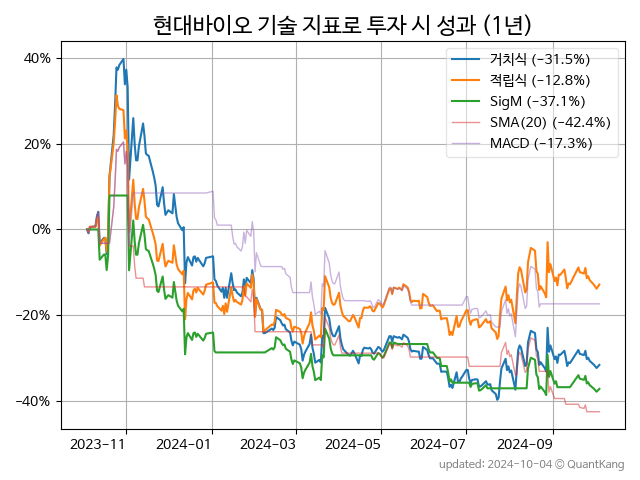 현대바이오 기술 지표로 투자 시 성과 (1년)
거치식 (−31.5%)
적립식 (−12.8%)
SigM (−37.1%)
SMA(20) (−42.4%)
MACD (−17.3%)
40%
20%
0%
−20%
−40%
2023−11 2024−01 2024−03 2024−05 2024−07 2024−09
updated: 2024-10-04 © QuantKang